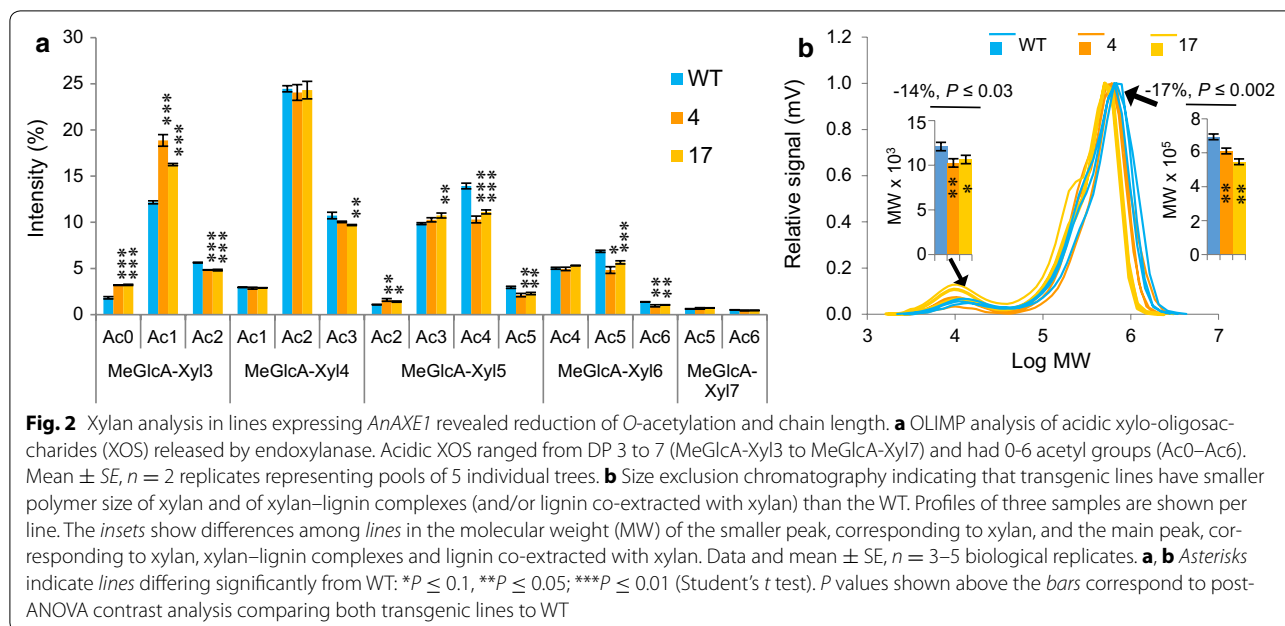 a
30
25
20
15
10
5
0
Intensity (%)
WT
4
17
***
***
***
***
**
**
**
**
***
***
**
**
*
***
**
**
Ac0 Ac1 Ac2 Ac1 Ac2 Ac3 Ac2 Ac3 Ac4 Ac5 Ac4 Ac5 Ac6 Ac5 Ac6
MeGlcA-Xyl3 MeGlcA-Xyl4 MeGlcA-Xyl5 MeGlcA-Xyl6 MeGlcA-
Xyl7
b
1.2
1.0
0.8
0.6
0.4
0.2
0.0
Relative signal (mV)
WT 4 17
-14%, P ≤ 0.03
15
10
5
0
MW x 10³
**
*
-17%, P ≤ 0.002
8
7
6
5
4
3
2
1
0
MW x 10⁵
**
**
3 4 5 6 7
Log MW
Fig. 2 Xylan analysis in lines expressing AnAXE1 revealed reduction of O-acetylation and chain length. a OLIMP analysis of acidic xylo-oligosac-
charides (XOS) released by endoxylanase. Acidic XOS ranged from DP 3 to 7 (MeGlcA-Xyl3 to MeGlcA-Xyl7) and had 0-6 acetyl groups (Ac0–Ac6).
Mean ± SE, n = 2 replicates representing pools of 5 individual trees. b Size exclusion chromatography indicating that transgenic lines have smaller
polymer size of xylan and of xylan–lignin complexes (and/or lignin co-extracted with xylan) than the WT. Profiles of three samples are shown per
line. The insets show differences among lines in the molecular weight (MW) of the smaller peak, corresponding to xylan, and the main peak, cor-
responding to xylan, xylan–lignin complexes and lignin co-extracted with xylan. Data and mean ± SE, n = 3–5 biological replicates. a, b Asterisks
indicate lines differing significantly from WT: *P ≤ 0.1, **P ≤ 0.05; ***P ≤ 0.01 (Student's t test). P values shown above the bars correspond to post-
ANOVA contrast analysis comparing both transgenic lines to WT